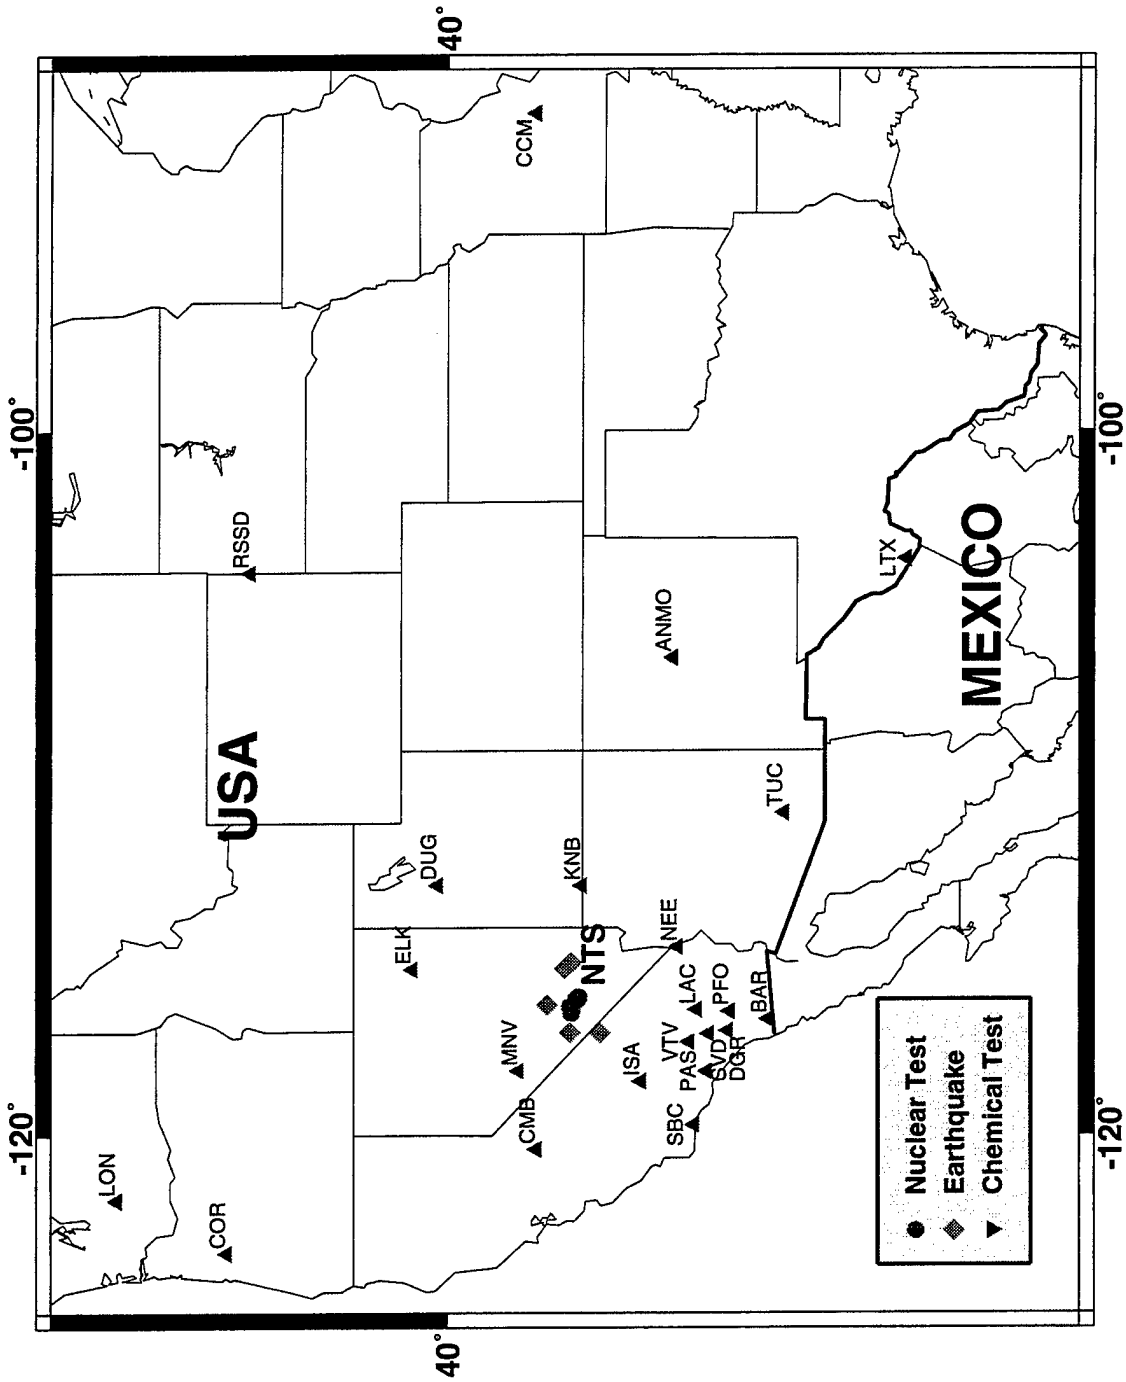 -120°
-100°
40°
40°
LON
COR
USA
RSSD
ELK
DUG
MNV
CMB
CCM
KNB
NTS
ISA
NEE
ANMO
LAC
VTV
PAS
SBC
PFO
SVD
DGR
BAR
TUC
LTX
MEXICO
Nuclear Test
Earthquake
Chemical Test
-120°
-100°